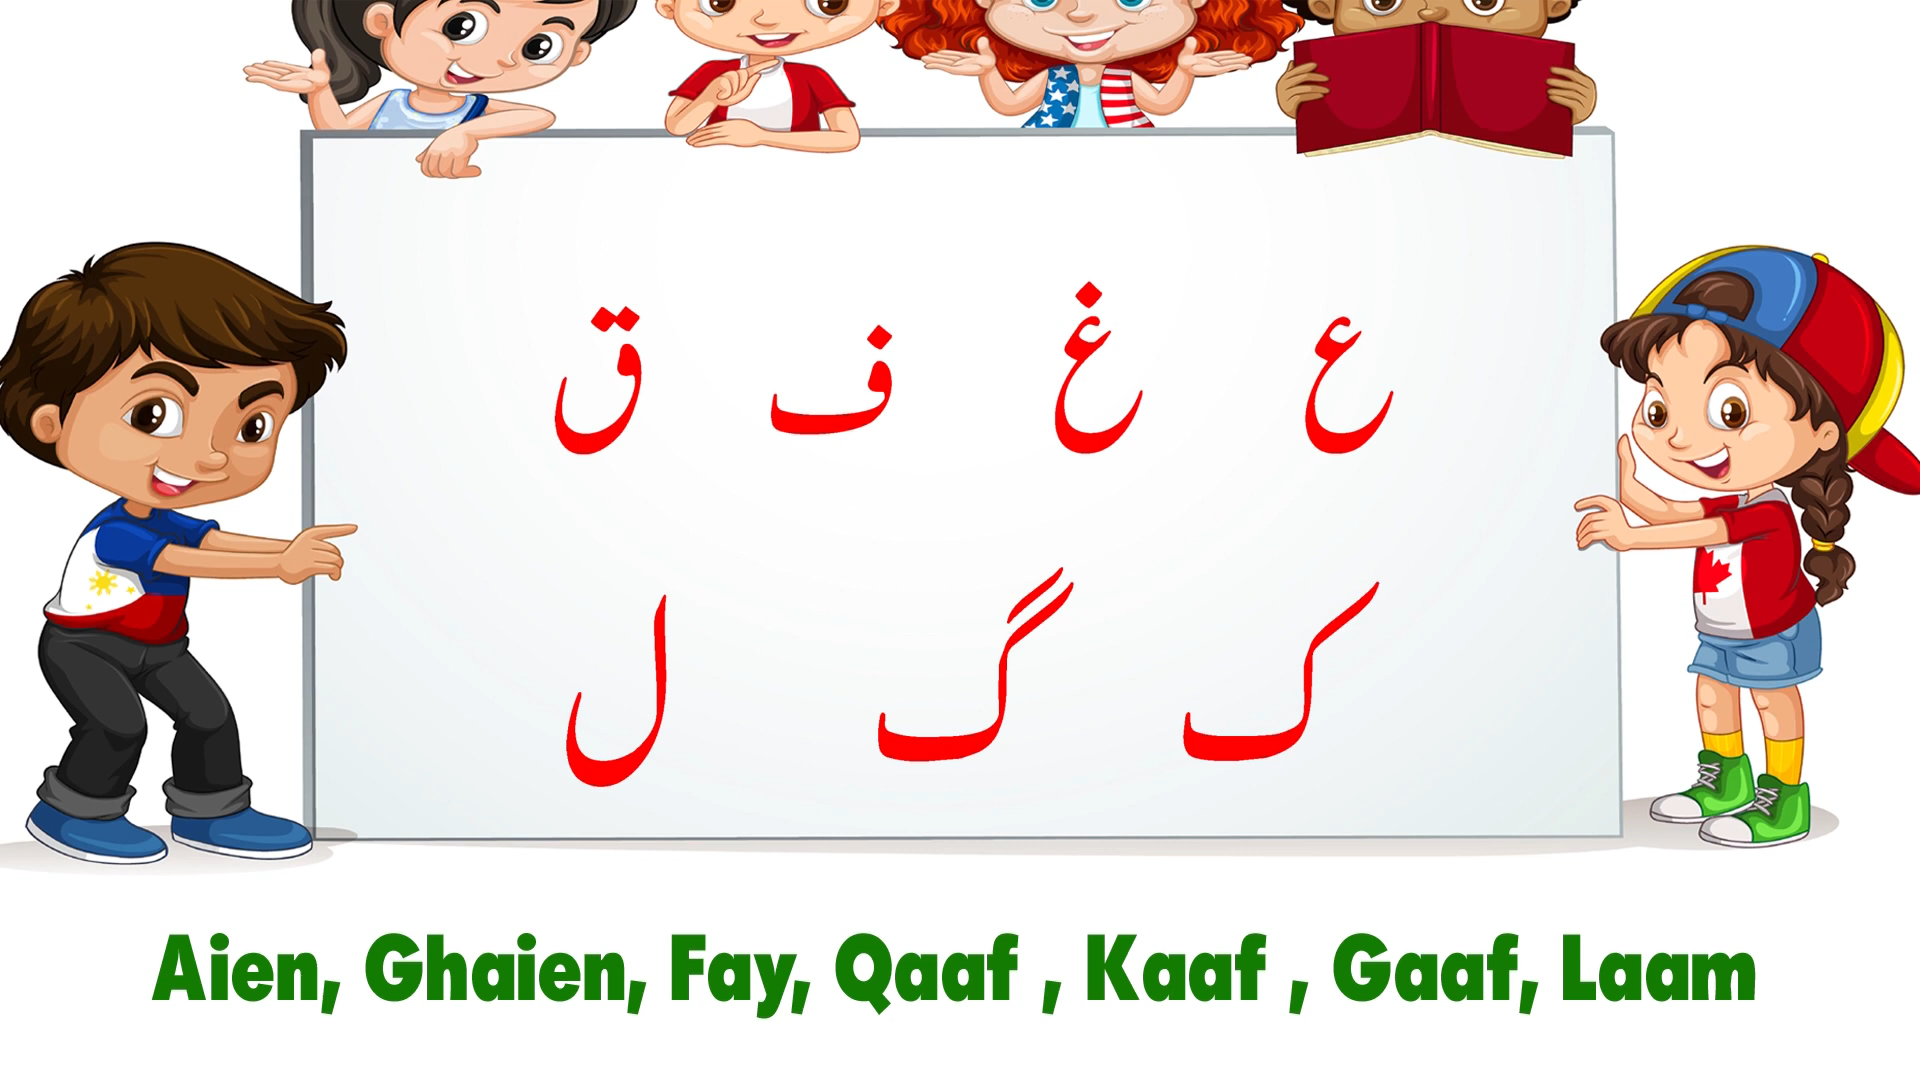 ع غ ف ق
ک گ ل
Aien, Ghaien, Fay, Qaaf , Kaaf , Gaaf, Laam